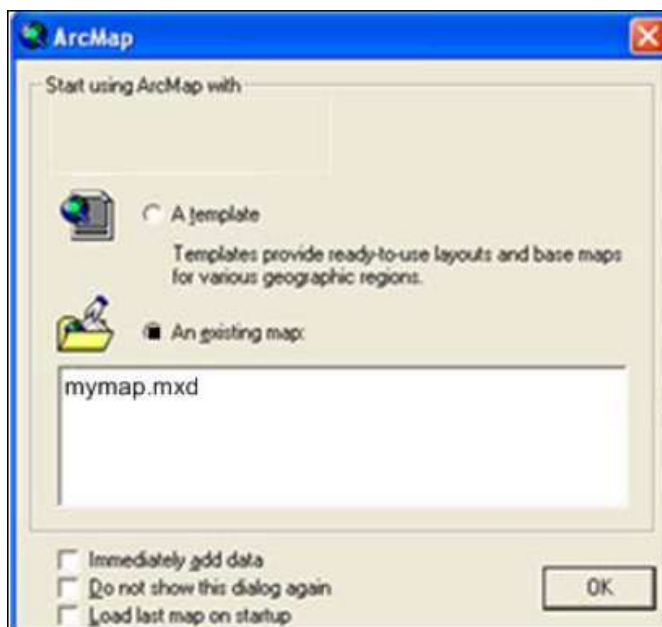 ArcMap
Start using ArcMap with
A template
Templates provide ready-to-use layouts and base maps
for various geographic regions.
An existing map:
mymap.mxd
Immediately add data
Do not show this dialog again
OK
Load last map on startup